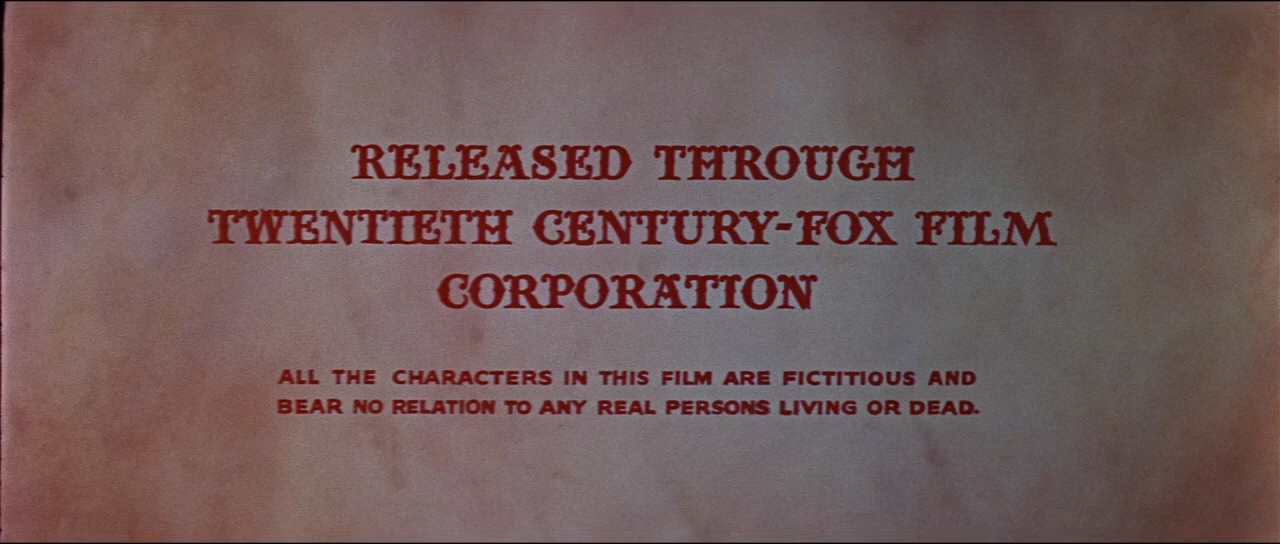 RELEASED THROUGH
TWENTIETH CENTURY-FOX FILM
CORPORATION
ALL THE CHARACTERS IN THIS FILM ARE FICTITIOUS AND
BEAR NO RELATION TO ANY REAL PERSONS LIVING OR DEAD.